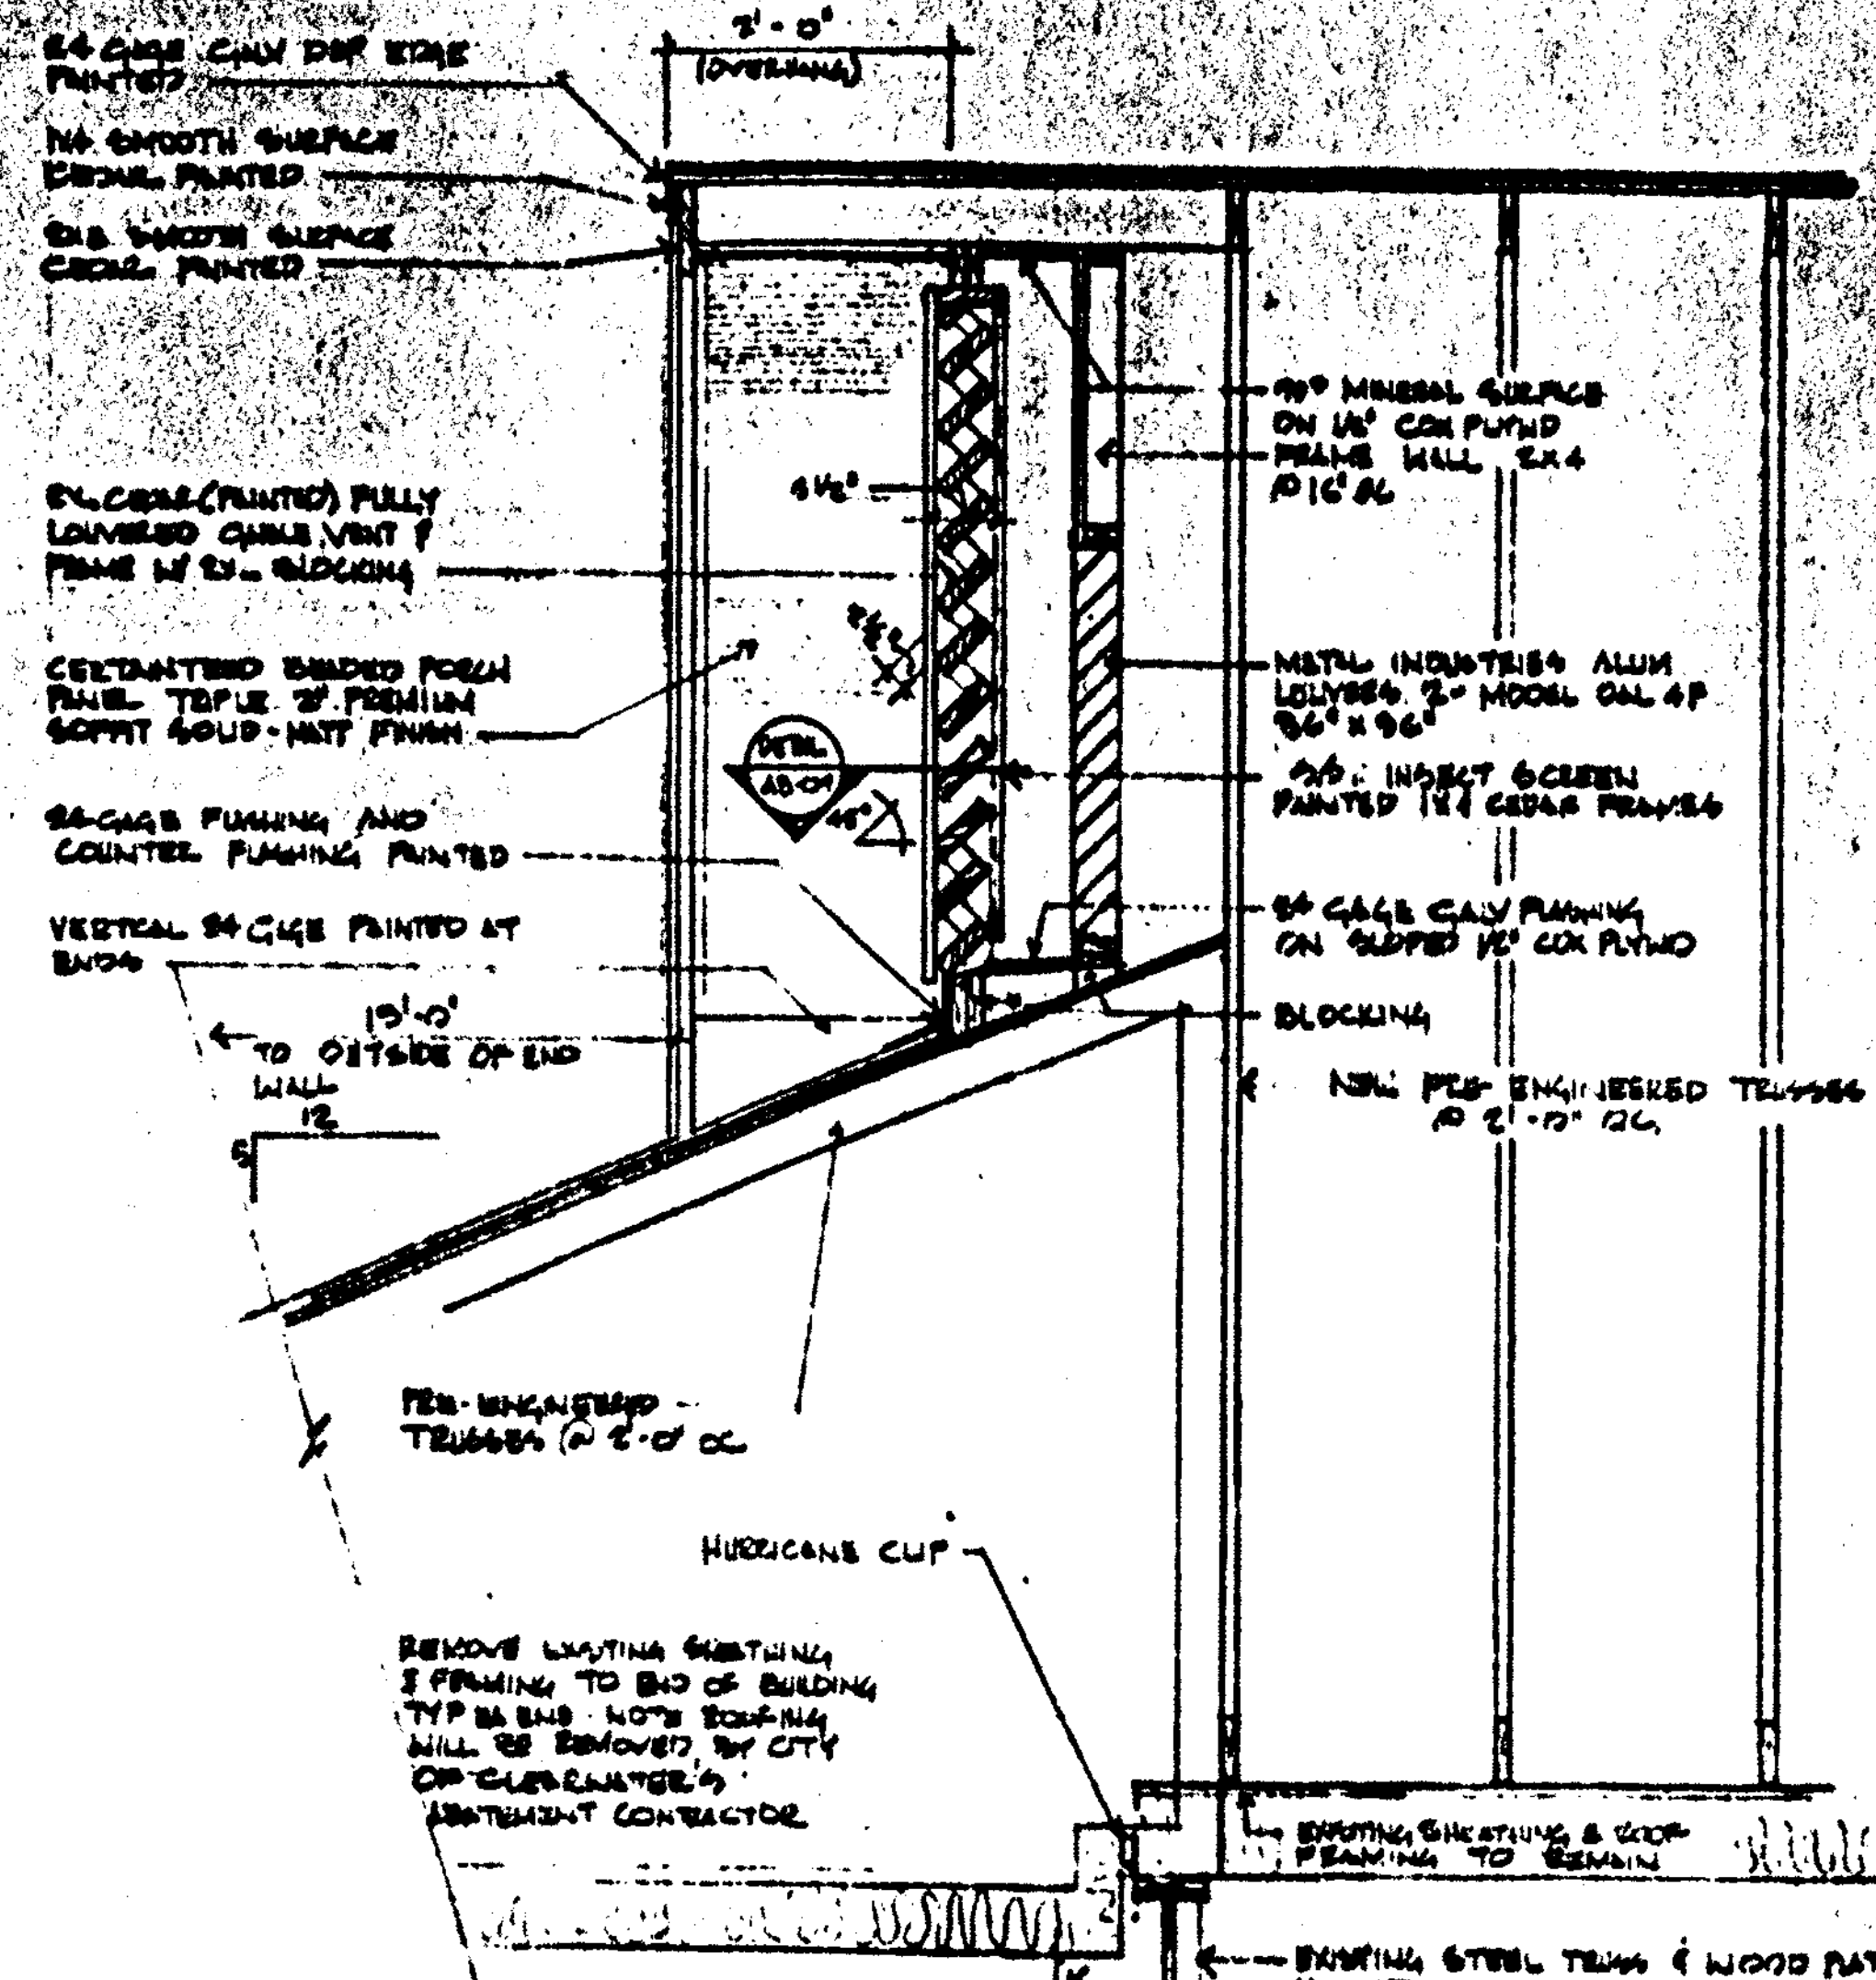 2'-0"
(OVERHANG)
24 GAGE GALV DRIP EDGE
PAINTED
1X4 SMOOTH SURFACE
CEDAR PAINTED
2X8 SMOOTH SURFACE
CEDAR PAINTED
CEDAR (PAINTED) FULLY
LOUVERED GABLE VENT &
FRAME W/ 2X BLOCKING
CERTAINTEED BEADED PORCH
PANEL TRIPLE 2" PREMIUM
SOFFIT SOLID - MATT FINISH
24 GAGE FLASHING AND
COUNTER FLASHING PAINTED
VERTICAL 24 GAGE PAINTED AT
ENDS
TO OUTSIDE OF END
WALL
12
5
4 1/2"
DETAIL
45°
90# MINERAL SURFACE
ON 1/2" CDX PLYWD
FRAME WALL 2X4
@ 16" OC
METAL INDUSTRIES ALUM
LOUVERS 2- MODEL
36" X 36"
S.S. INSECT SCREEN
PAINTED 1X4 CEDAR FRAMES
24 GAGE GALV FLASHING
ON SLOPED 1/2" CDX PLYWD
BLOCKING
NEW PRE ENGINEERED TRUSSES
@ 2'-0" OC.
PRE-ENGINEERED
TRUSSES @ 2'-0" OC
HURRICANE CLIP
REMOVE EXISTING SHEATHING
& FRAMING TO END OF BUILDING
TYP EA END - NOTE ROOFING
WILL BE REMOVED BY CITY
OF CLEARWATER'S
ABATEMENT CONTRACTOR
EXISTING SHEATHING & ROOF
FRAMING TO REMAIN
EXISTING STEEL TRUSS & WOOD